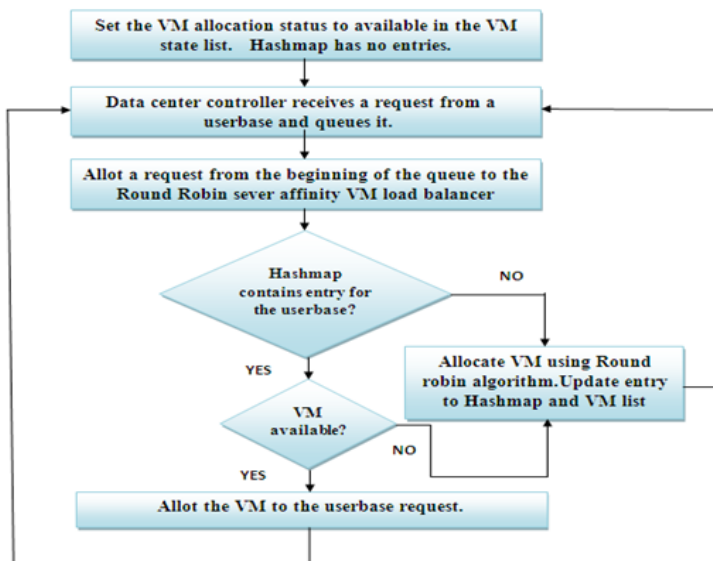 Set the VM allocation status to available in the VM
state list. Hashmap has no entries.
Data center controller receives a request from a
userbase and queues it.
Allot a request from the beginning of the queue to the
Round Robin sever affinity VM load balancer
Hashmap
contains entry for
the userbase?
NO
YES
Allocate VM using Round
robin algorithm.Update entry
to Hashmap and VM list
VM
available?
NO
YES
Allot the VM to the userbase request.